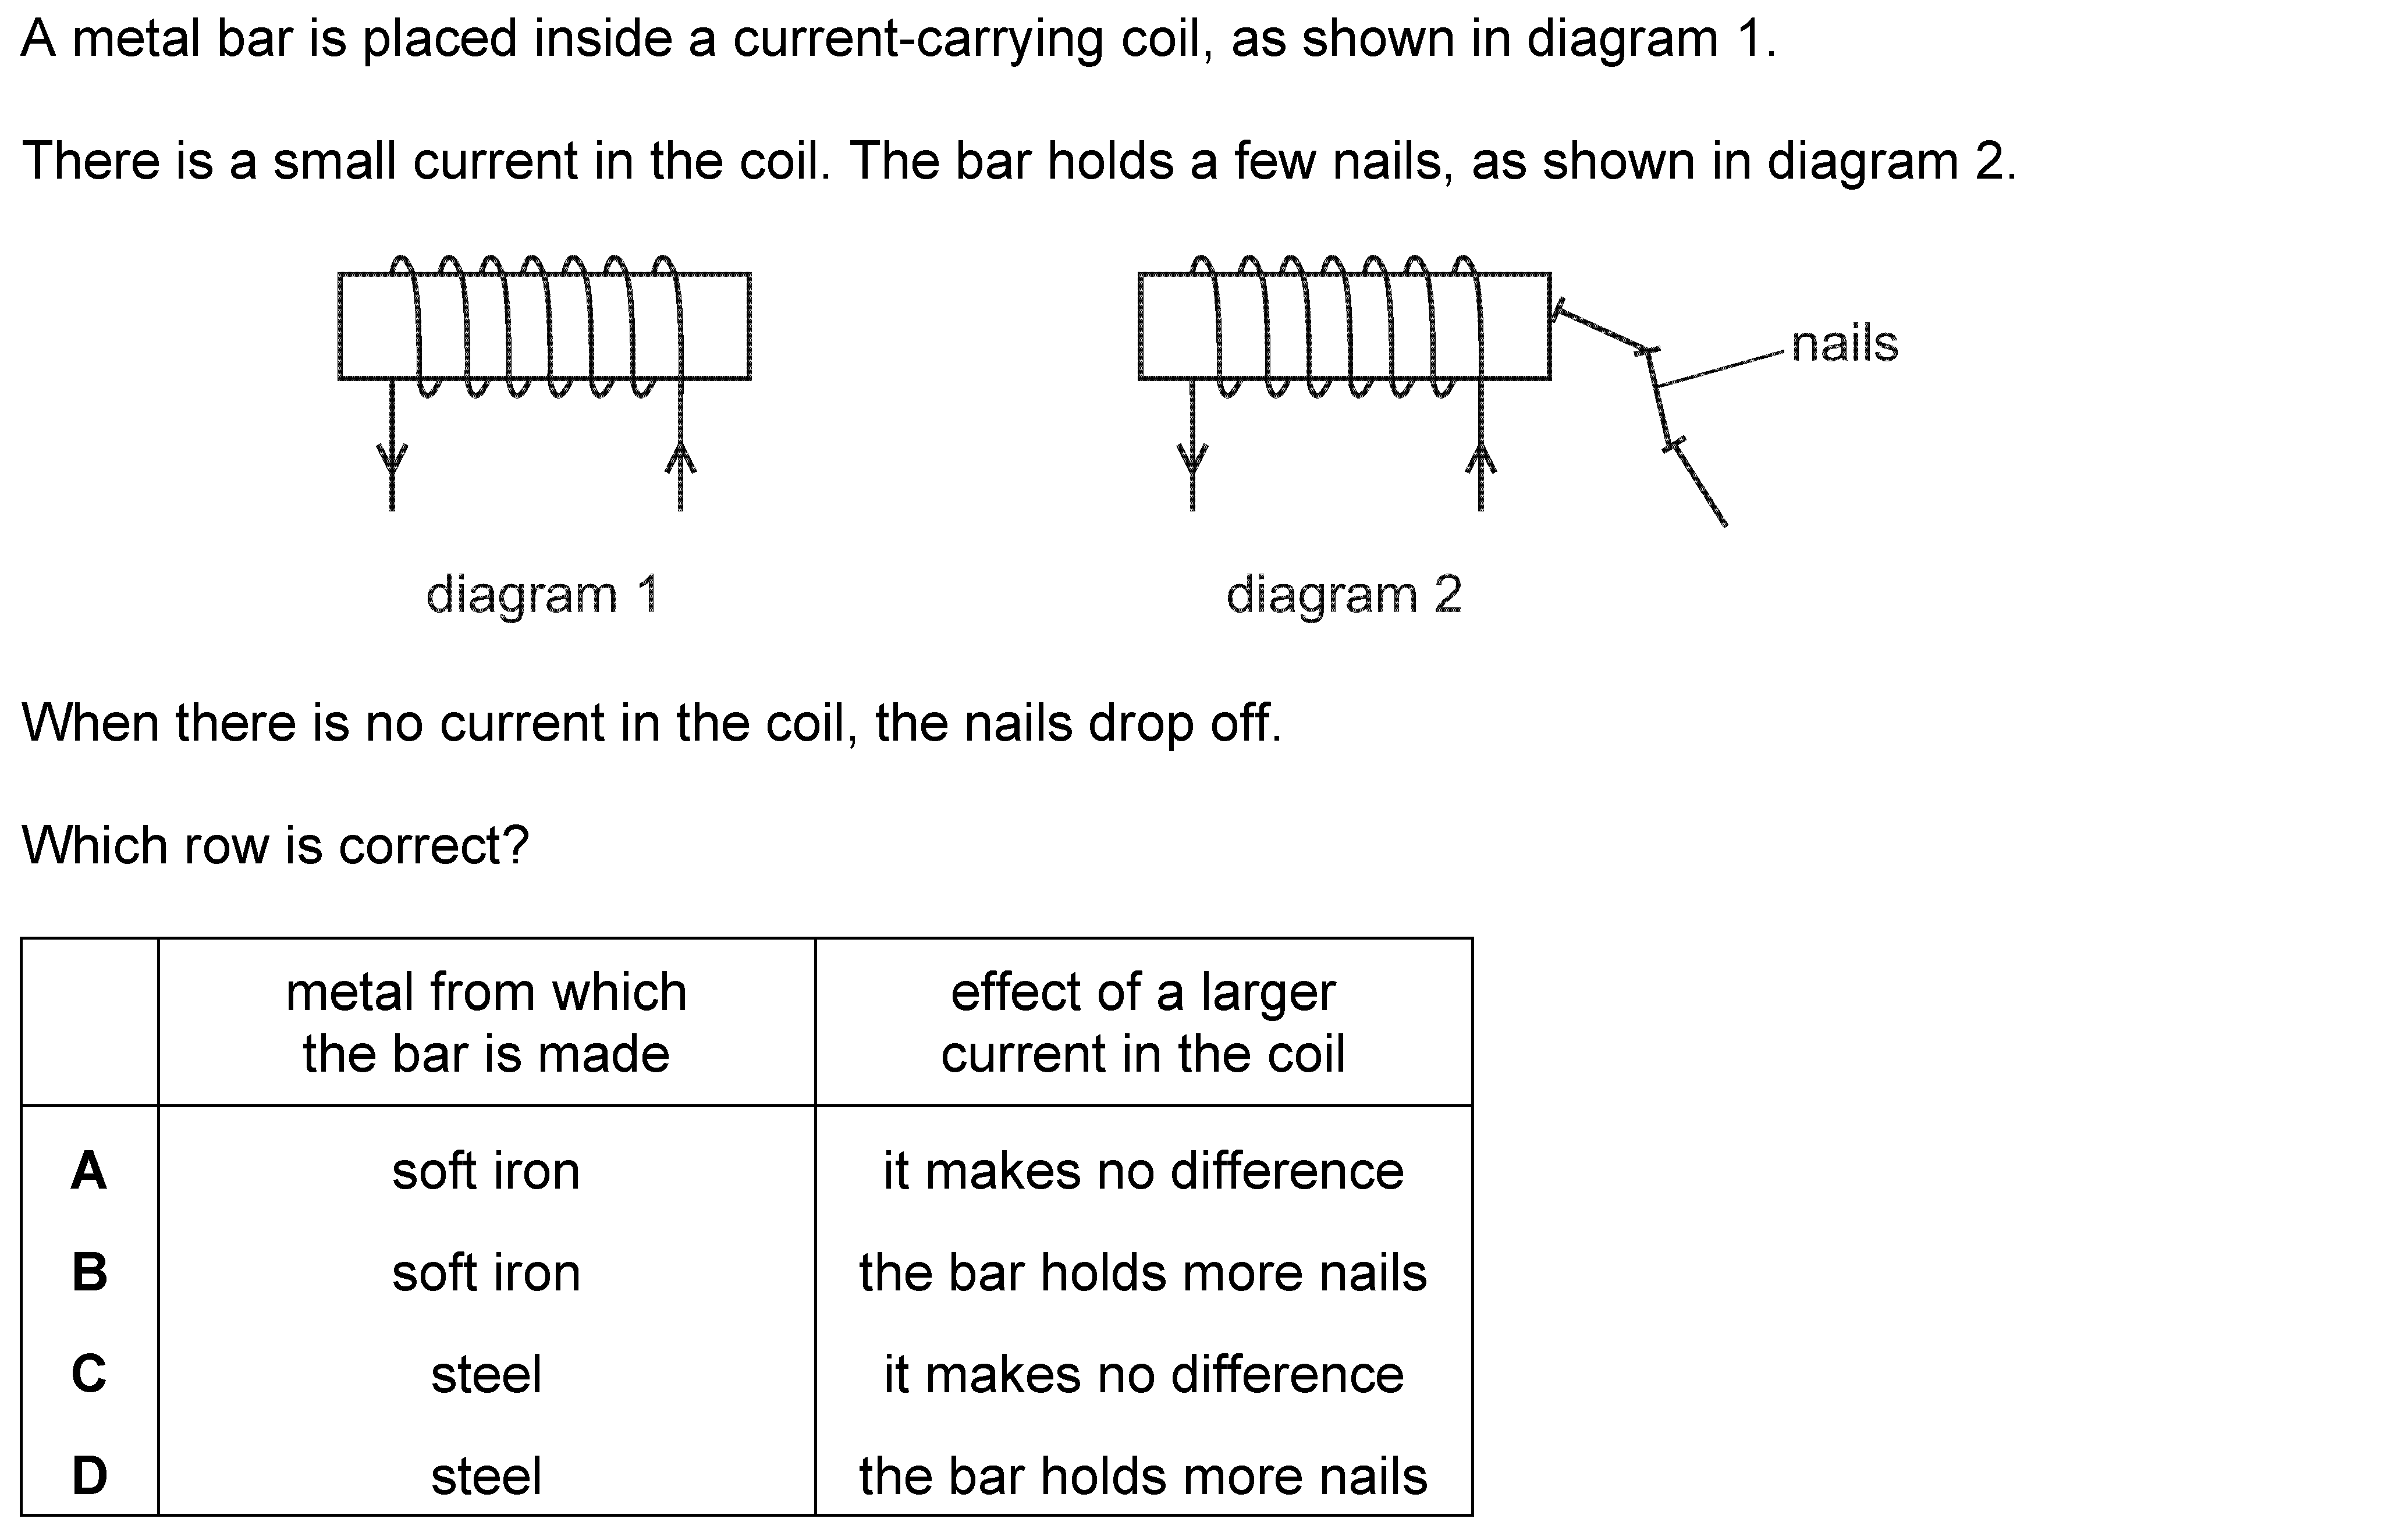 A metal bar is placed inside a current-carrying coil, as shown in diagram 1.
There is a small current in the coil. The bar holds a few nails, as shown in diagram 2.
nails
diagram 1
diagram 2
When there is no current in the coil, the nails drop off.
Which row is correct?
metal from which
the bar is made
effect of a larger
current in the coil
A soft iron it makes no difference
B soft iron the bar holds more nails
C steel it makes no difference
D steel the bar holds more nails